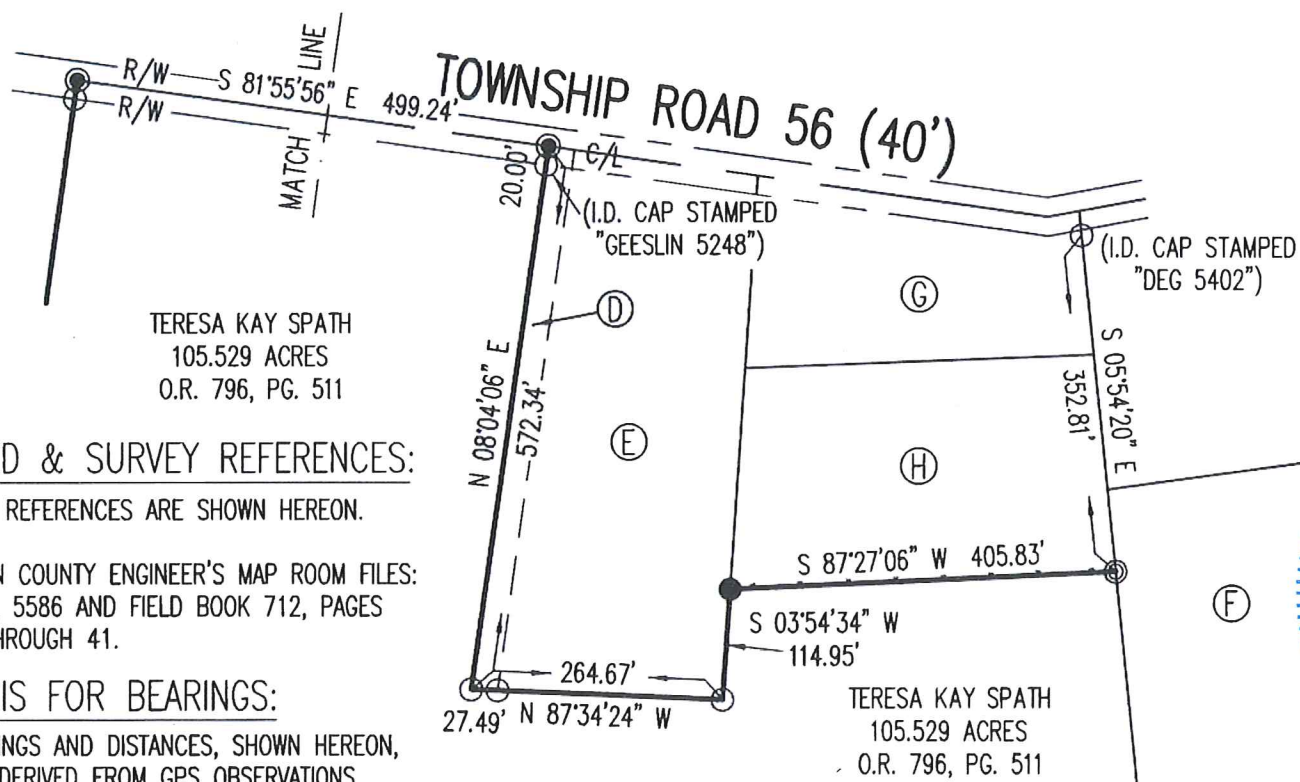 R/W S 81°55'56" E 499.24'
R/W
MATCH LINE
TOWNSHIP ROAD 56 (40')
C/L
20.00'
(I.D. CAP STAMPED
"GEESLIN 5248")
(I.D. CAP STAMPED
"DEG 5402")
TERESA KAY SPATH
105.529 ACRES
O.R. 796, PG. 511
D
E
G
H
F
N 08°04'06" E
572.34'
S 05°54'20" E
352.81'
S 87°27'06" W 405.83'
S 03°54'34" W
114.95'
264.67'
27.49' N 87°34'24" W
TERESA KAY SPATH
105.529 ACRES
O.R. 796, PG. 511
D & SURVEY REFERENCES:
REFERENCES ARE SHOWN HEREON.
N COUNTY ENGINEER'S MAP ROOM FILES:
5586 AND FIELD BOOK 712, PAGES
HROUGH 41.
IS FOR BEARINGS:
NGS AND DISTANCES, SHOWN HEREON,
DERIVED FROM GPS OBSERVATIONS